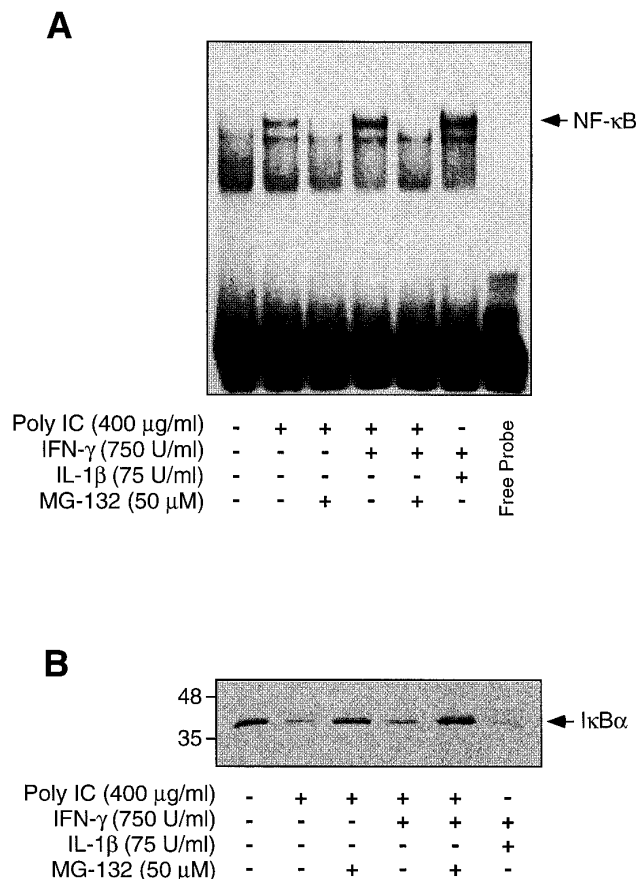 A
NF-κB
Poly IC (400 μg/ml) - + + + + -
IFN-γ (750 U/ml) - - - + + +
IL-1β (75 U/ml) - - - - - +
MG-132 (50 μM) - - + - + -
Free Probe
B
48
35
IκBα
Poly IC (400 μg/ml) - + + + + -
IFN-γ (750 U/ml) - - - + + +
IL-1β (75 U/ml) - - - - - +
MG-132 (50 μM) - - + - + -